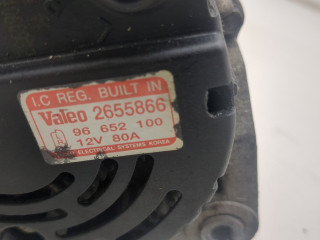 I.C REG. BUILT IN
Valeo 2655866
96 652 100
12V 80A
ELECTRICAL SYSTEMS KOREA